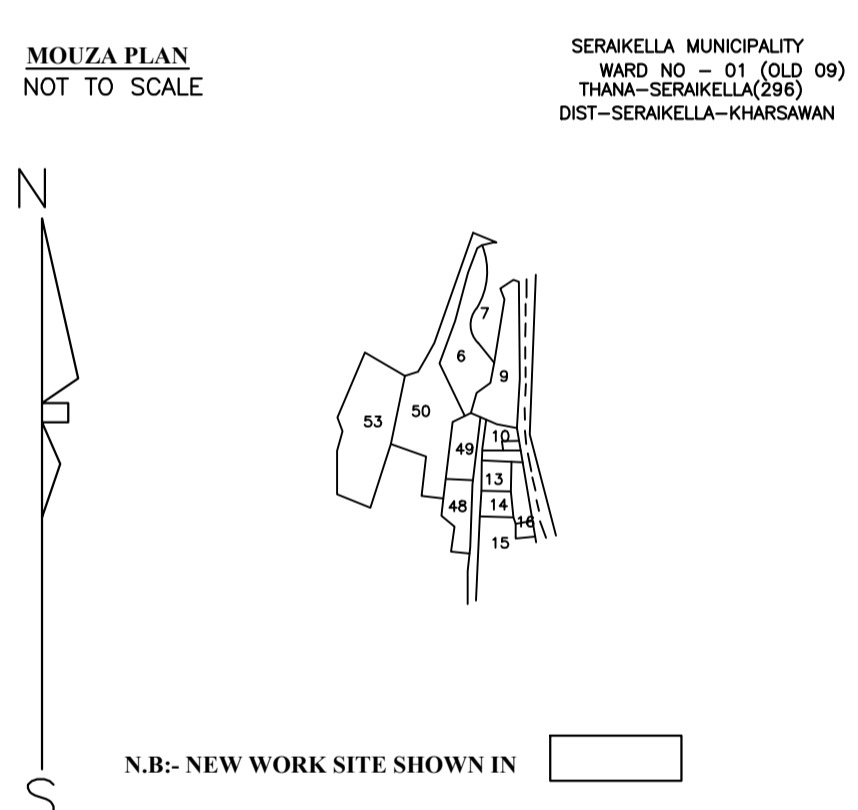 MOUZA PLAN
NOT TO SCALE
SERAIKELLA MUNICIPALITY
WARD NO - 01 (OLD 09)
THANA-SERAIKELLA(296)
DIST-SERAIKELLA-KHARSAWAN
N
7
6
9
50
53
10
49
13
48
14
16
15
N.B:- NEW WORK SITE SHOWN IN
S